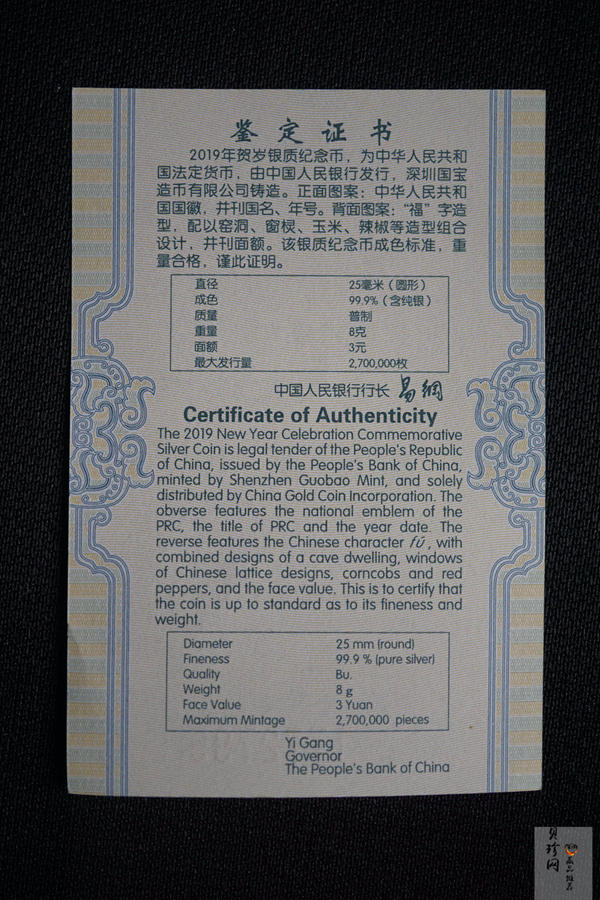 鉴定证书
2019年贺岁银质纪念币，为中华人民共和
国法定货币，由中国人民银行发行，深圳国宝
造币有限公司铸造。正面图案：中华人民共和
国国徽，并刊国名、年号。背面图案：“福”字造
型，配以窑洞、窗棂、玉米、辣椒等造型组合
设计，并刊面额。该银质纪念币成色标准，重
量合格，谨此证明。
直径 25毫米（圆形）
成色 99.9%（含纯银）
质量 普制
重量 8克
面额 3元
最大发行量 2,700,000枚
中国人民银行行长 易纲
Certificate of Authenticity
The 2019 New Year Celebration Commemorative
Silver Coin is legal tender of the People's Republic
of China, issued by the People's Bank of China,
minted by Shenzhen Guobao Mint, and solely
distributed by China Gold Coin Incorporation. The
obverse features the national emblem of the
PRC, the title of PRC and the year date. The
reverse features the Chinese character fú, with
combined designs of a cave dwelling, windows
of Chinese lattice designs, corncobs and red
peppers, and the face value. This is to certify that
the coin is up to standard as to its fineness and
weight.
Diameter 25 mm (round)
Fineness 99.9 % (pure silver)
Quality Bu.
Weight 8 g
Face Value 3 Yuan
Maximum Mintage 2,700,000 pieces
Yi Gang
Governor
The People's Bank of China
贝珍网